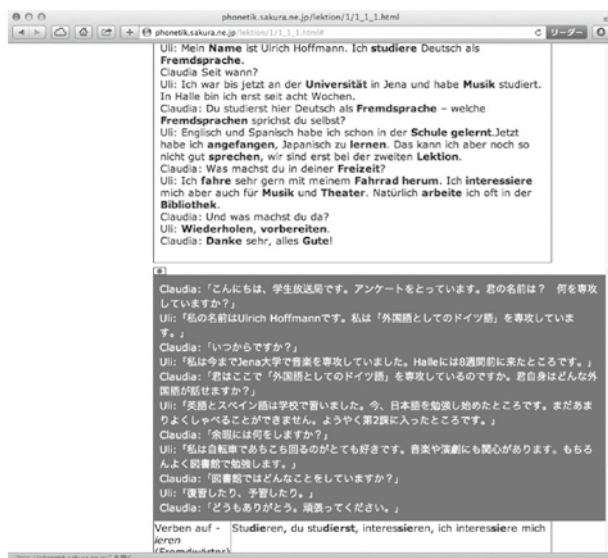 phonetik.sakura.ne.jp/lektion/1/1_1_1.html
phonetik.sakura.ne.jp/lektion/1/1_1_1.html#
リーダー
Uli: Mein Name ist Ulrich Hoffmann. Ich studiere Deutsch als
Fremdsprache.
Claudia Seit wann?
Uli: Ich war bis jetzt an der Universität in Jena und habe Musik studiert.
In Halle bin ich erst seit acht Wochen.
Claudia: Du studierst hier Deutsch als Fremdsprache – welche
Fremdsprachen sprichst du selbst?
Uli: Englisch und Spanisch habe ich schon in der Schule gelernt.Jetzt
habe ich angefangen, Japanisch zu lernen. Das kann ich aber noch so
nicht gut sprechen, wir sind erst bei der zweiten Lektion.
Claudia: Was machst du in deiner Freizeit?
Uli: Ich fahre sehr gern mit meinem Fahrrad herum. Ich interessiere
mich aber auch für Musik und Theater. Natürlich arbeite ich oft in der
Bibliothek.
Claudia: Und was machst du da?
Uli: Wiederholen, vorbereiten.
Claudia: Danke sehr, alles Gute!
Claudia:「こんにちは、学生放送局です。アンケートをとっています。君の名前は？　何を専攻
していますか？」
Uli:「私の名前はUlrich Hoffmannです。私は「外国語としてのドイツ語」を専攻していま
す。」
Claudia:「いつからですか？」
Uli:「私は今までJena大学で音楽を専攻していました。Halleには8週間前に来たところです。」
Claudia:「君はここで「外国語としてのドイツ語」を専攻しているのですか。君自身はどんな外
国語が話せますか？」
Uli:「英語とスペイン語は学校で習いました。今、日本語を勉強し始めたところです。まだあま
りよくしゃべることができません。ようやく第2課に入ったところです。」
Claudia:「余暇には何をしますか？」
Uli:「私は自転車であちこち回るのがとても好きです。音楽や演劇にも関心があります。もちろ
んよく図書館で勉強します。」
Claudia:「図書館ではどんなことをしていますか？」
Uli:「復習したり、予習したり。」
Claudia:「どうもありがとう。頑張ってください。」
Verben auf - Studieren, du studierst, interessieren, ich interessiere mich
ieren
(Fremdwörter)